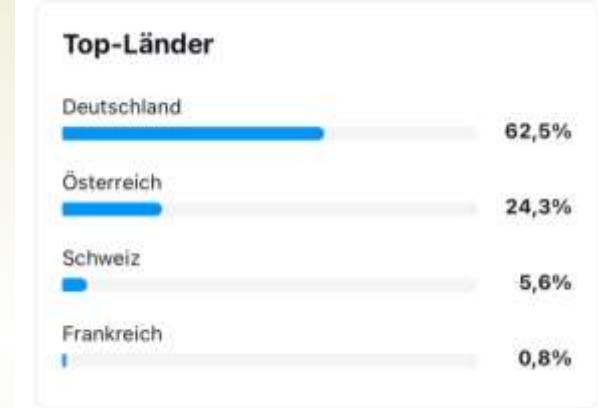 Top-Länder
Deutschland
62,5%
Österreich
24,3%
Schweiz
5,6%
Frankreich
0,8%